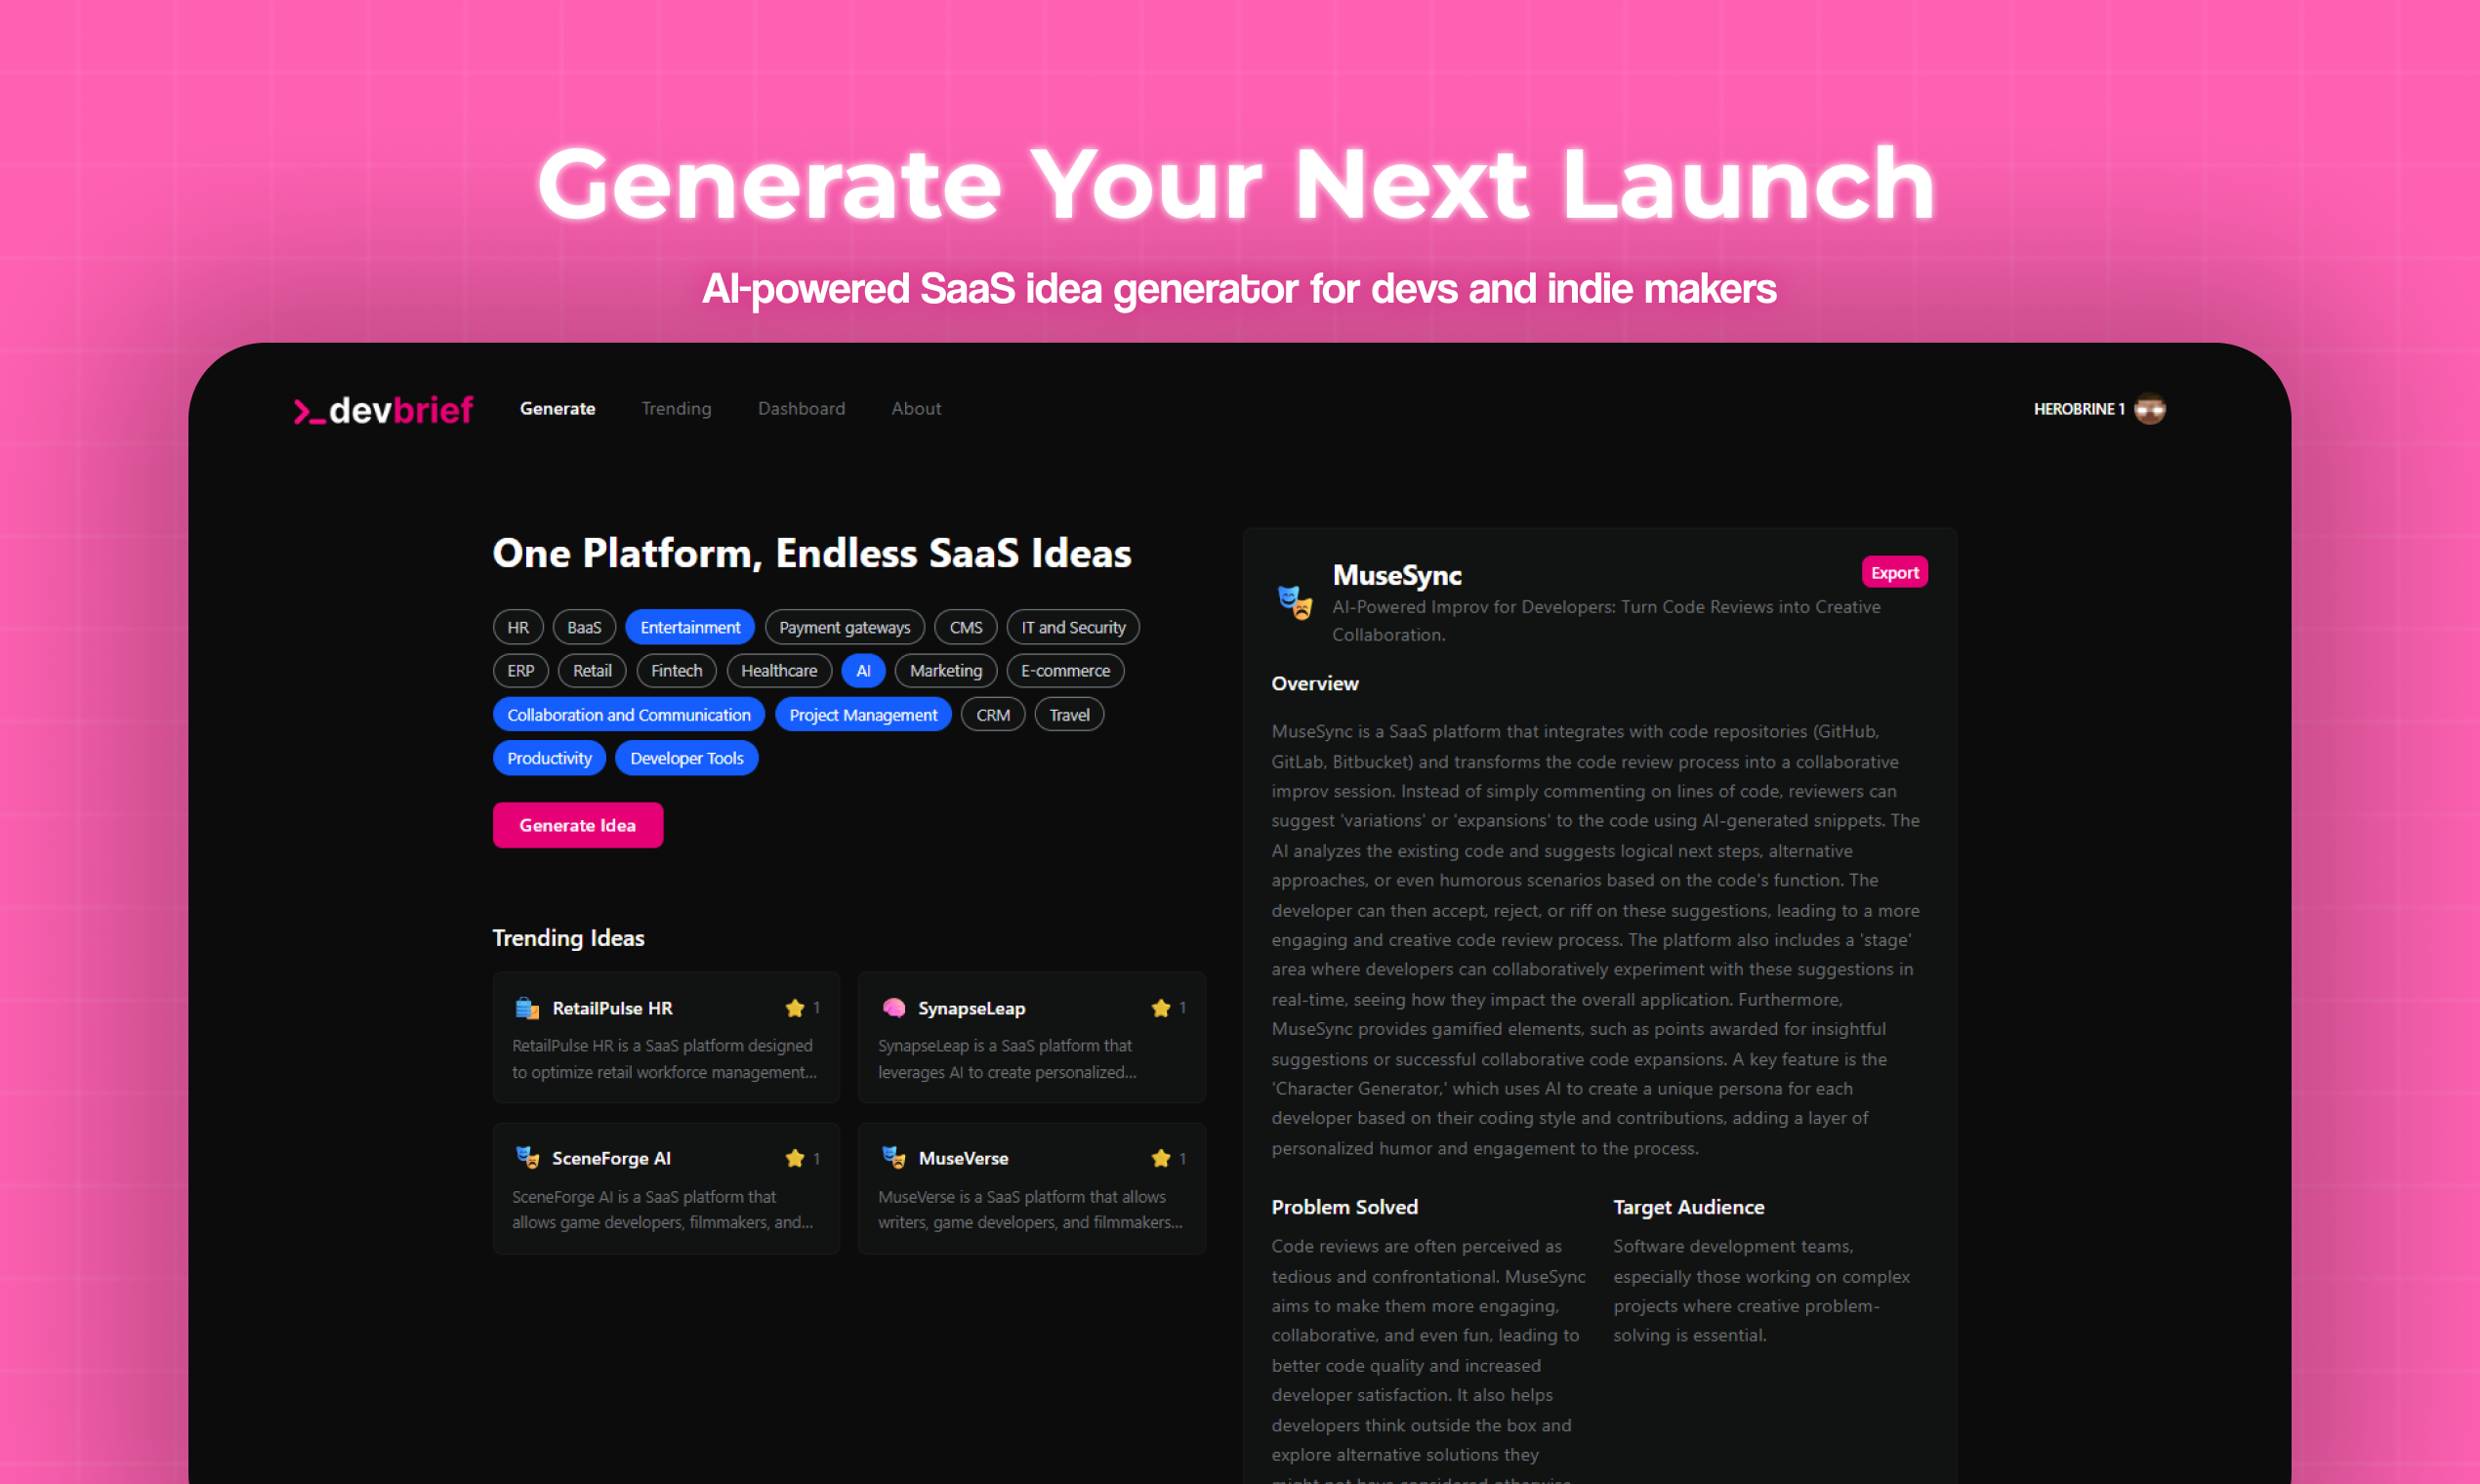 Generate Your Next Launch
AI-powered SaaS idea generator for devs and indie makers
>_devbrief
Generate
Trending
Dashboard
About
HEROBRINE 1
One Platform, Endless SaaS Ideas
HR
BaaS
Entertainment
Payment gateways
CMS
IT and Security
ERP
Retail
Fintech
Healthcare
AI
Marketing
E-commerce
Collaboration and Communication
Project Management
CRM
Travel
Productivity
Developer Tools
Generate Idea
Trending Ideas
RetailPulse HR
1
RetailPulse HR is a SaaS platform designed
to optimize retail workforce management...
SynapseLeap
1
SynapseLeap is a SaaS platform that
leverages AI to create personalized...
SceneForge AI
1
SceneForge AI is a SaaS platform that
allows game developers, filmmakers, and...
MuseVerse
1
MuseVerse is a SaaS platform that allows
writers, game developers, and filmmakers...
MuseSync
Export
AI-Powered Improv for Developers: Turn Code Reviews into Creative
Collaboration.
Overview
MuseSync is a SaaS platform that integrates with code repositories (GitHub,
GitLab, Bitbucket) and transforms the code review process into a collaborative
improv session. Instead of simply commenting on lines of code, reviewers can
suggest 'variations' or 'expansions' to the code using AI-generated snippets. The
AI analyzes the existing code and suggests logical next steps, alternative
approaches, or even humorous scenarios based on the code's function. The
developer can then accept, reject, or riff on these suggestions, leading to a more
engaging and creative code review process. The platform also includes a 'stage'
area where developers can collaboratively experiment with these suggestions in
real-time, seeing how they impact the overall application. Furthermore,
MuseSync provides gamified elements, such as points awarded for insightful
suggestions or successful collaborative code expansions. A key feature is the
'Character Generator,' which uses AI to create a unique persona for each
developer based on their coding style and contributions, adding a layer of
personalized humor and engagement to the process.
Problem Solved
Code reviews are often perceived as
tedious and confrontational. MuseSync
aims to make them more engaging,
collaborative, and even fun, leading to
better code quality and increased
developer satisfaction. It also helps
developers think outside the box and
explore alternative solutions they
might not have considered otherwise
Target Audience
Software development teams,
especially those working on complex
projects where creative problem-
solving is essential.